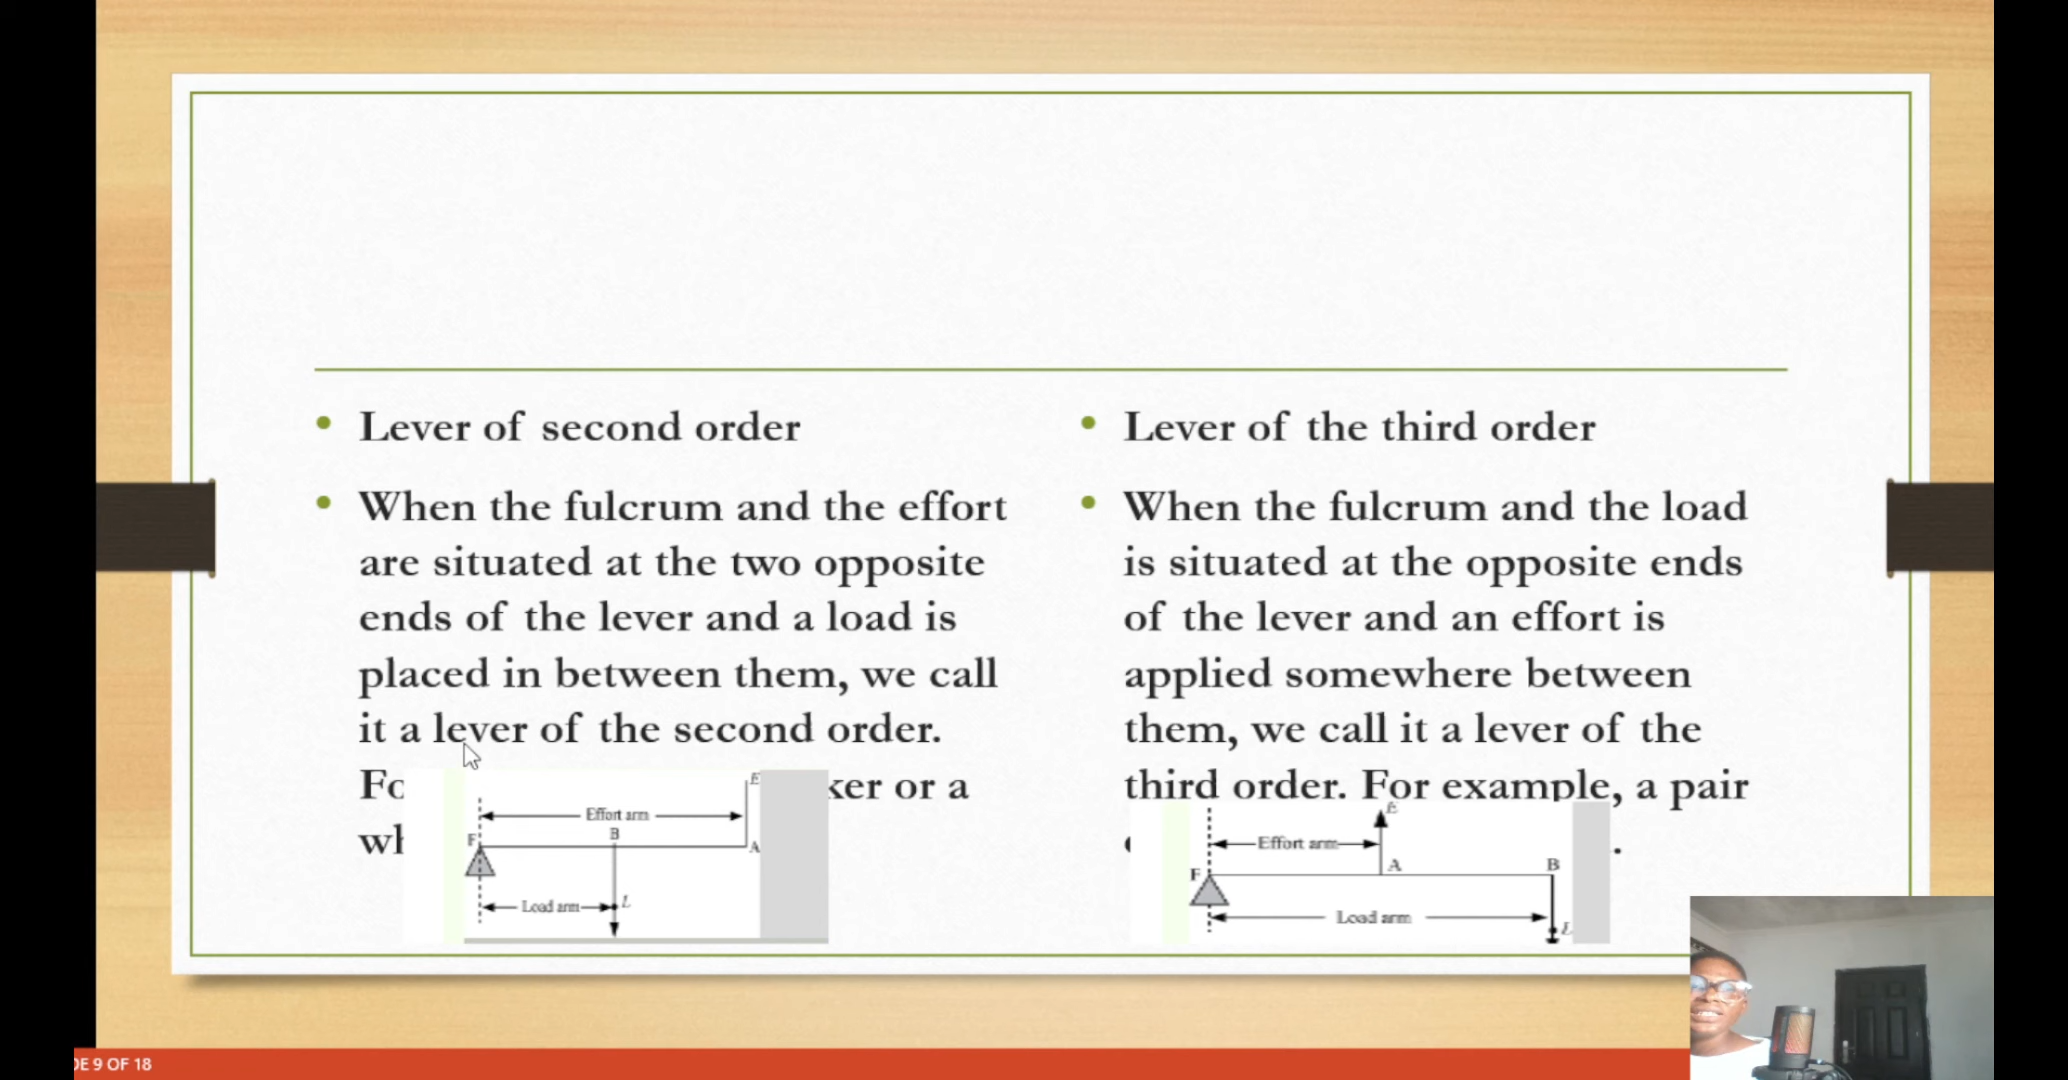 Lever of second order
When the fulcrum and the effort
are situated at the two opposite
ends of the lever and a load is
placed in between them, we call
it a lever of the second order.
or a
E
Effort arm
B
F
A
Load arm
L
Lever of the third order
When the fulcrum and the load
is situated at the opposite ends
of the lever and an effort is
applied somewhere between
them, we call it a lever of the
third order. For example, a pair
.
E
Effort arm
A
B
F
Load arm
L
9 OF 18